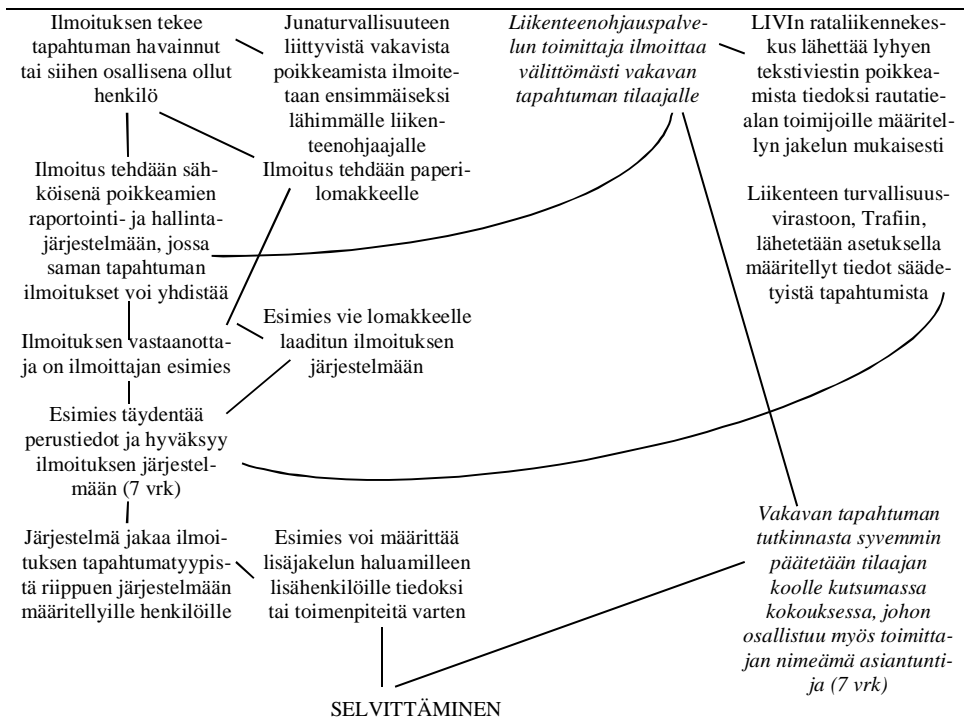 Ilmoituksen tekee
tapahtuman havainnut
tai siihen osallisena ollut
henkilö
Junaturvallisuuteen
liittyvistä vakavista
poikkeamista ilmoite-
taan ensimmäiseksi
lähimmälle liiken-
teenohjaajalle
Liikenteenohjauspalve-
lun toimittaja ilmoittaa
välittömästi vakavan
tapahtuman tilaajalle
LIVIn rataliikennekes-
kus lähettää lyhyen
tekstiviestin poikkea-
mista tiedoksi rautatie-
alan toimijoille määritel-
lyn jakelun mukaisesti
Ilmoitus tehdään säh-
köisenä poikkeamien
raportointi- ja hallinta-
järjestelmään, jossa
saman tapahtuman
ilmoitukset voi yhdistää
Ilmoitus tehdään paperi-
lomakkeelle
Liikenteen turvallisuus-
virastoon, Trafiin,
lähetetään asetuksella
määritellyt tiedot sääde-
tyistä tapahtumista
Ilmoituksen vastaanotta-
ja on ilmoittajan esimies
Esimies vie lomakkeelle
laaditun ilmoituksen
järjestelmään
Esimies täydentää
perustiedot ja hyväksyy
ilmoituksen järjestel-
mään (7 vrk)
Järjestelmä jakaa ilmoi-
tuksen tapahtumatyypis-
tä riippuen järjestelmään
määritellyille henkilöille
Esimies voi määrittää
lisäjakelun haluamilleen
lisähenkilöille tiedoksi
tai toimenpiteitä varten
Vakavan tapahtuman
tutkinnasta syvemmin
päätetään tilaajan
koolle kutsumassa
kokouksessa, johon
osallistuu myös toimitta-
jan nimeämä asiantunti-
ja (7 vrk)
SELVITTÄMINEN